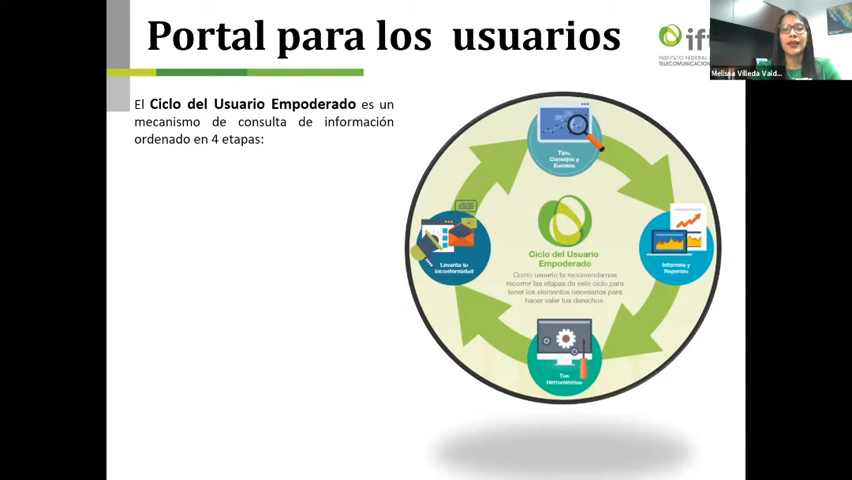 Portal para los usuarios
ift
INSTITUTO FEDERAL
TELECOMUNICACION
Melissa Villeda Vald...
El Ciclo del Usuario Empoderado es un
mecanismo de consulta de información
ordenado en 4 etapas:
Tips,
Consejos y
Eventos
Levanta tu
Inconformidad
Ciclo del Usuario
Empoderado
Como usuario te recomendamos
recorrer las etapas de este ciclo para
tener los elementos necesarios para
hacer valer tus derechos.
Informes y
Reportes
Tus
Herramientas